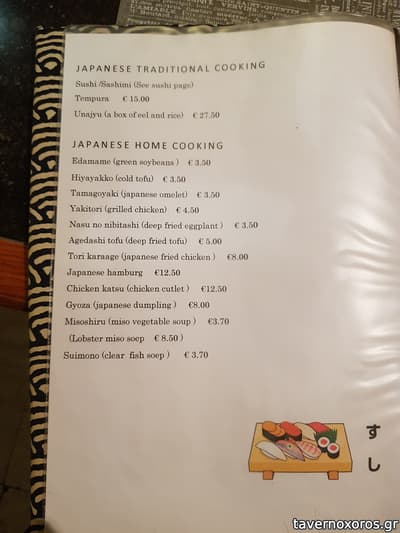 JAPANESE TRADITIONAL COOKING
Sushi /Sashimi (See sushi page)
Tempura € 15.00
Unajyu (a box of eel and rice) € 27.50
JAPANESE HOME COOKING
Edamame (green soybeans ) € 3.50
Hiyayakko (cold tofu) € 3.50
Tamagoyaki (japanese omelet) € 3.50
Yakitori (grilled chicken) € 4.50
Nasu no nibitashi (deep fried eggplant ) € 3.50
Agedashi tofu (deep fried tofu) € 5.00
Tori karaage (japanese fried chicken ) €8.00
Japanese hamburg €12.50
Chicken katsu (chicken cutlet ) €12.50
Gyoza (japanese dumpling ) €8.00
Misoshiru (miso vegetable soup ) €3.70
(Lobster miso soep € 8.50 )
Suimono (clear fish soep ) € 3.70
すし
tavernoxoros.gr